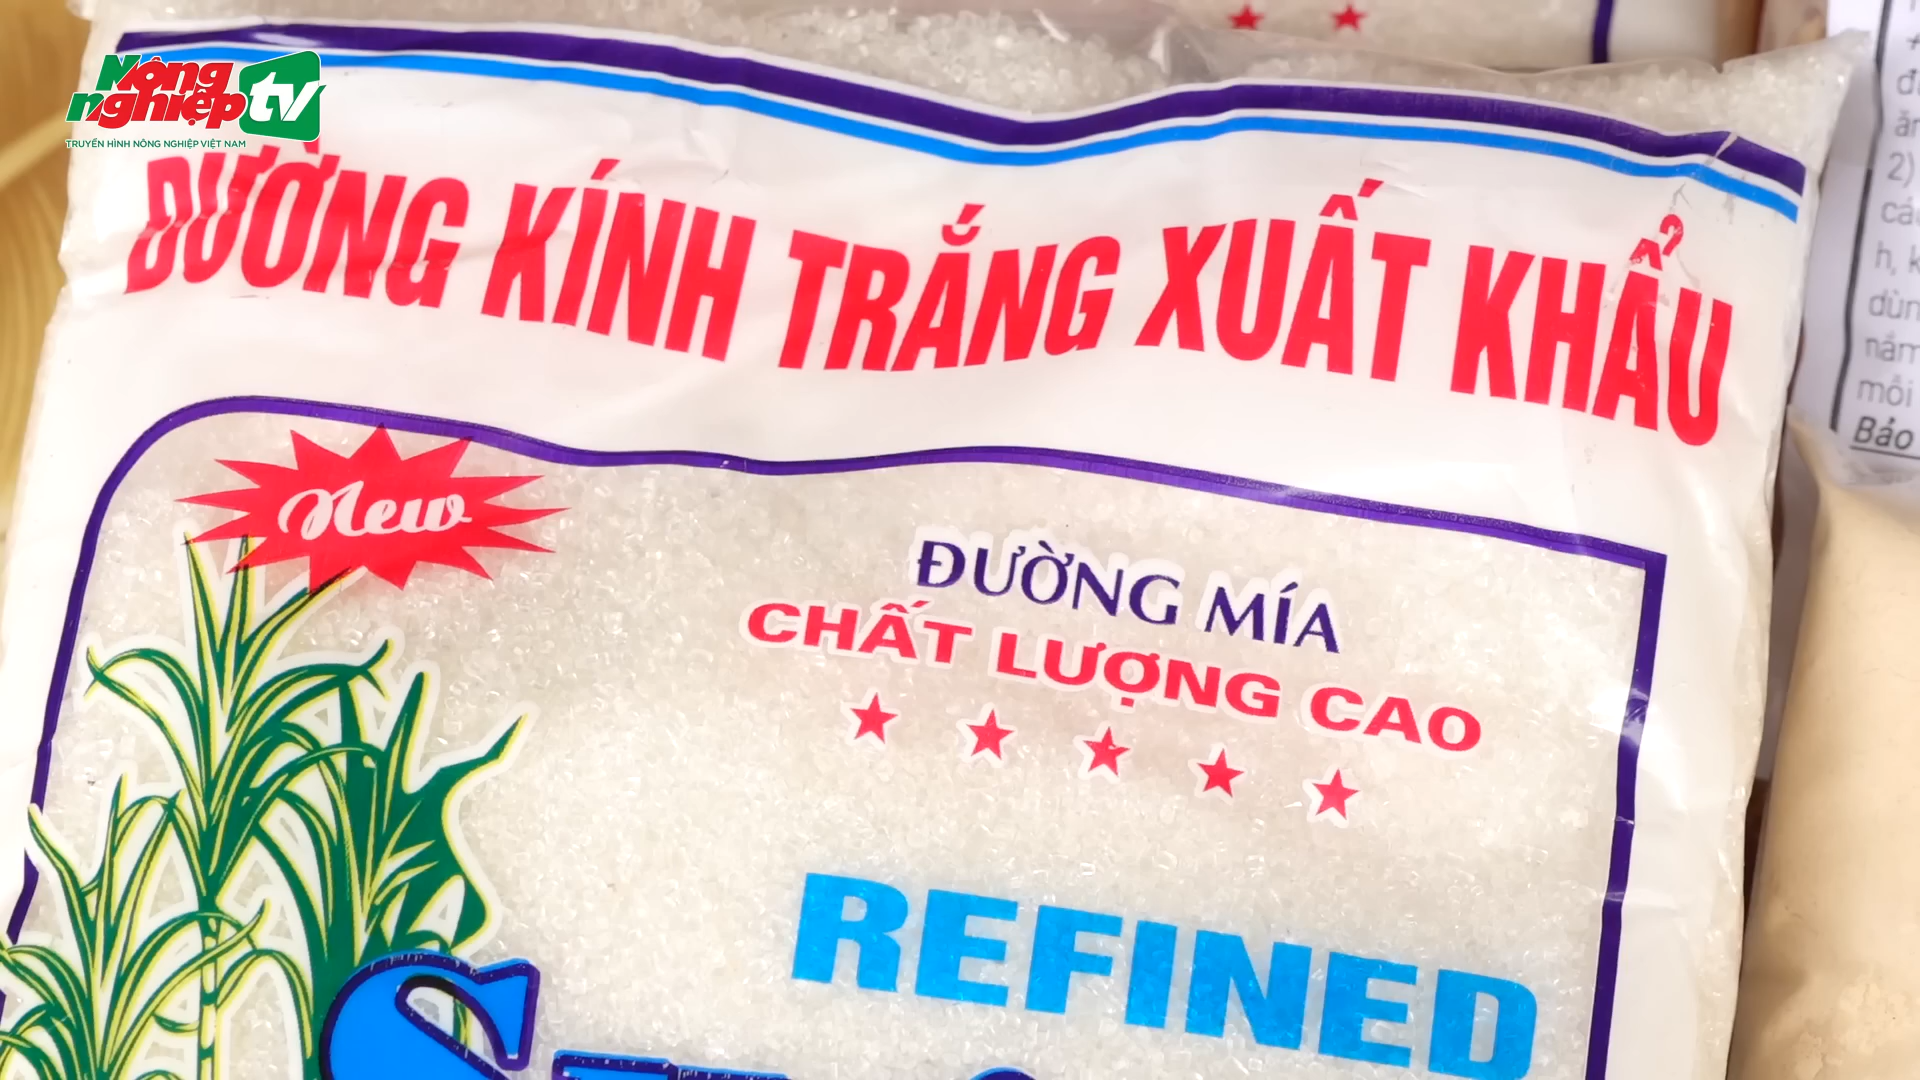 Nông
nghiệp tv
TRUYỀN HÌNH NÔNG NGHIỆP VIỆT NAM
ĐƯỜNG KÍNH TRẮNG XUẤT KHẨU
New
ĐƯỜNG MÍA
CHẤT LƯỢNG CAO
REFINED
2)
h,
mỗi
Bảo